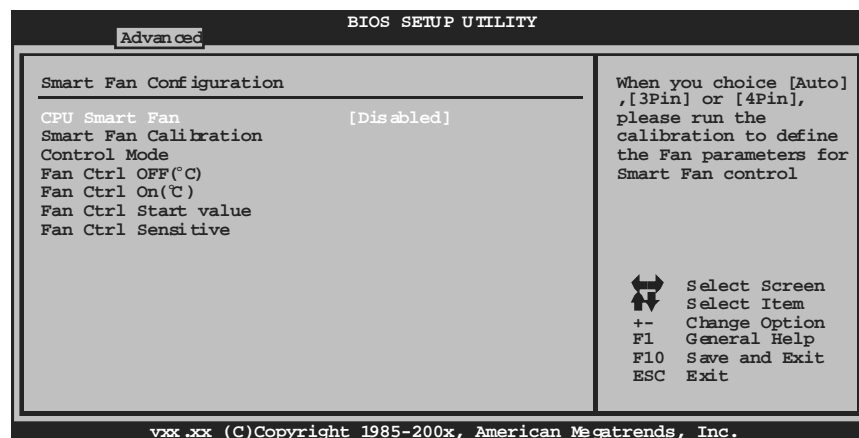 BIOS SETUP UTILITY
Advanced
Smart Fan Configuration
CPU Smart Fan [Disabled]
Smart Fan Calibration
Control Mode
Fan Ctrl OFF(°C)
Fan Ctrl On(℃)
Fan Ctrl Start value
Fan Ctrl Sensitive
When you choice [Auto]
,[3Pin] or [4Pin],
please run the
calibration to define
the Fan parameters for
Smart Fan control
Select Screen
Select Item
+- Change Option
F1 General Help
F10 Save and Exit
ESC Exit
vxx.xx (C)Copyright 1985-200x, American Megatrends, Inc.